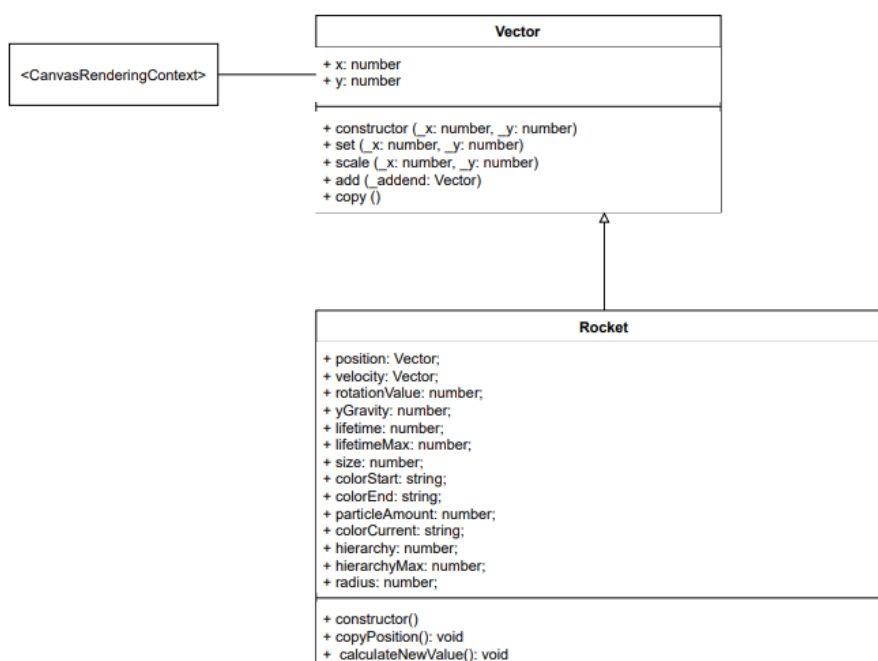 Vector
<CanvasRenderingContext>
+ x: number
+ y: number
+ constructor (_x: number, _y: number)
+ set (_x: number, _y: number)
+ scale (_x: number, _y: number)
+ add (_addend: Vector)
+ copy ()
Rocket
+ position: Vector;
+ velocity: Vector;
+ rotationValue: number;
+ yGravity: number;
+ lifetime: number;
+ lifetimeMax: number;
+ size: number;
+ colorStart: string;
+ colorEnd: string;
+ particleAmount: number;
+ colorCurrent: string;
+ hierarchy: number;
+ hierarchyMax: number;
+ radius: number;
+ constructor()
+ copyPosition(): void
+ calculateNewValue(): void